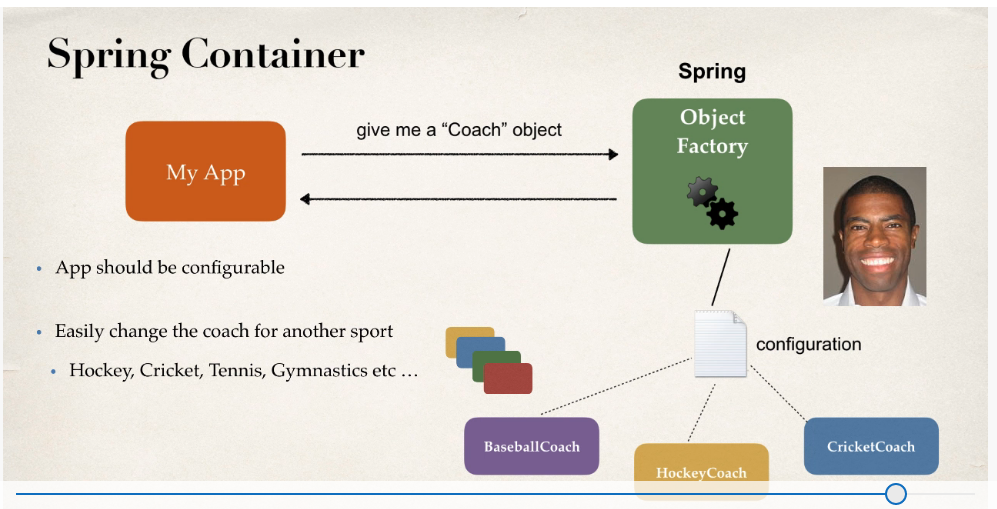 Spring Container
Spring
give me a “Coach” object
Object
Factory
My App
App should be configurable
Easily change the coach for another sport
Hockey, Cricket, Tennis, Gymnastics etc …
configuration
BaseballCoach
HockeyCoach
CricketCoach